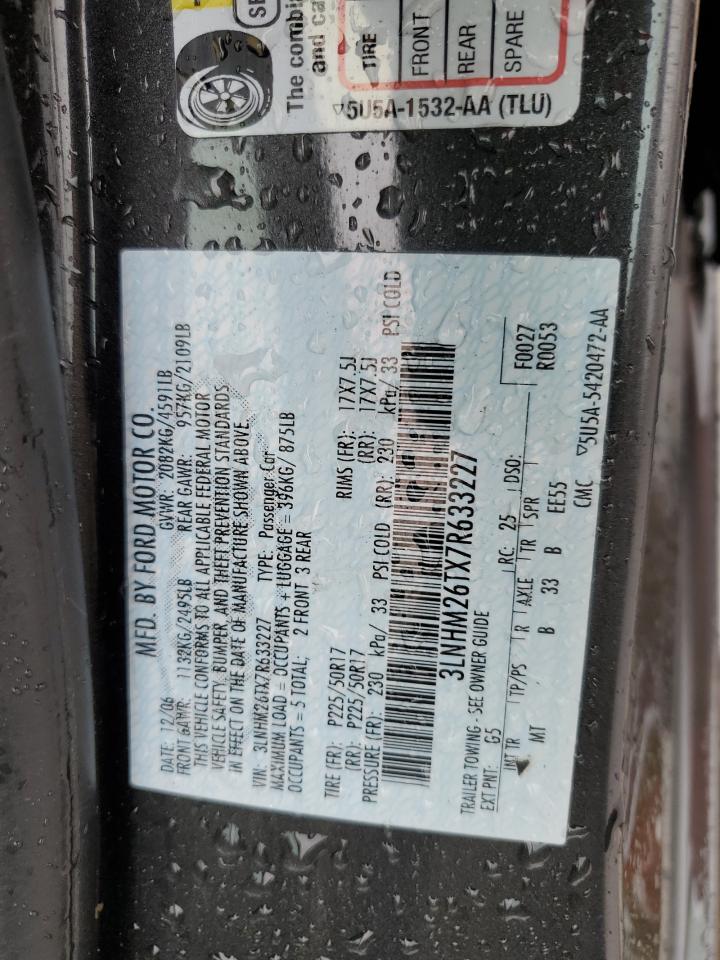 SE
The combi
and ca
TIRE
FRONT
REAR
SPARE
5U5A-1532-AA (TLU)
MFD. BY FORD MOTOR CO.
DATE: 12/06 GVWR: 2082KG/4591LB
FRONT GAWR: 1132KG/2495LB REAR GAWR: 957KG/2109LB
THIS VEHICLE CONFORMS TO ALL APPLICABLE FEDERAL MOTOR
VEHICLE SAFETY, BUMPER, AND THEFT PREVENTION STANDARDS
IN EFFECT ON THE DATE OF MANUFACTURE SHOWN ABOVE.
VIN: 3LNHM26TX7R633227 TYPE: Passenger Car
MAXIMUM LOAD = OCCUPANTS + LUGGAGE = 396KG/ 875LB
OCCUPANTS = 5 TOTAL; 2 FRONT 3 REAR
TIRE (FR): P225/50R17 RIMS (FR): 17X7.5J
(RR): P225/50R17 (RR): 17X7.5J
PRESSURE (FR): 230 kPa/ 33 PSI COLD (RR): 230 kPa/ 33 PSI COLD
3LNHM26TX7R633227
TRAILER TOWING - SEE OWNER GUIDE
EXT PNT: G5 RC: 25 DSO: F0027
R0053
INT TR TP/PS R AXLE TR SPR
MT B 33 B EE55
CMC 5U5A-5420472-AA